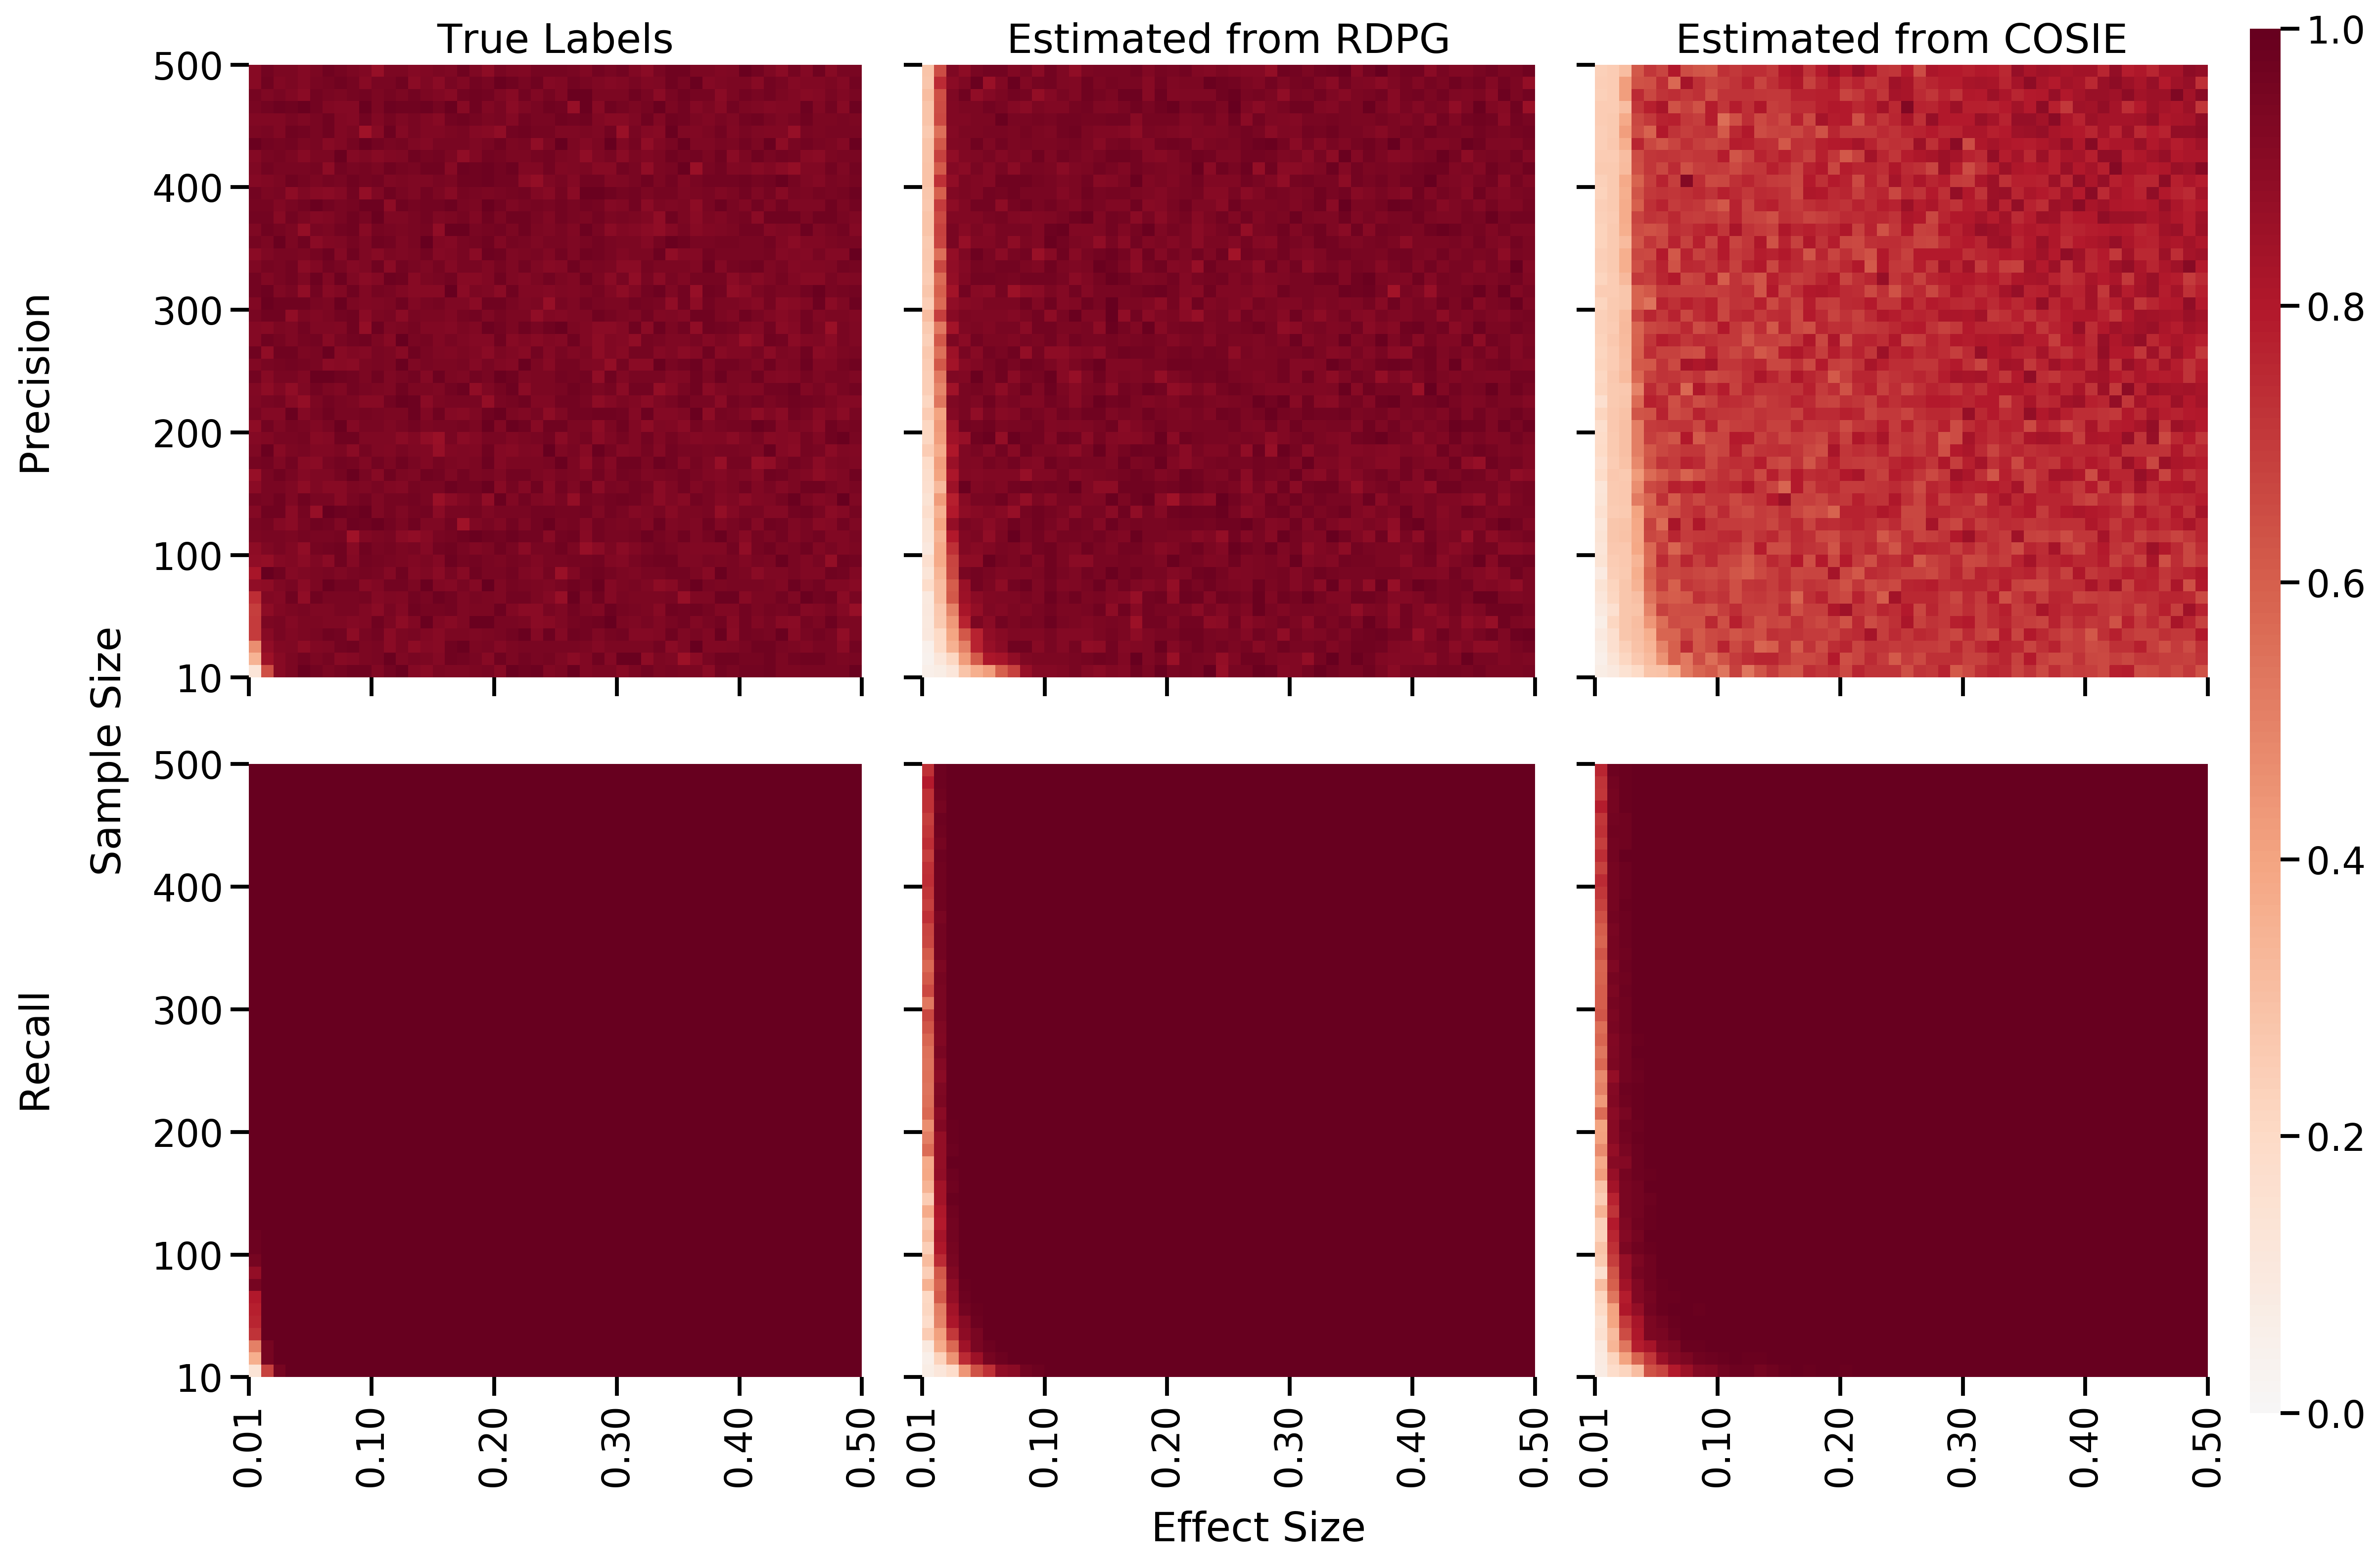 True Labels
Estimated from RDPG
Estimated from COSIE
Precision
Sample Size
500
400
300
200
100
10
Recall
500
400
300
200
100
10
0.01 0.10 0.20 0.30 0.40 0.50
0.01 0.10 0.20 0.30 0.40 0.50
0.01 0.10 0.20 0.30 0.40 0.50
Effect Size
1.0
0.8
0.6
0.4
0.2
0.0